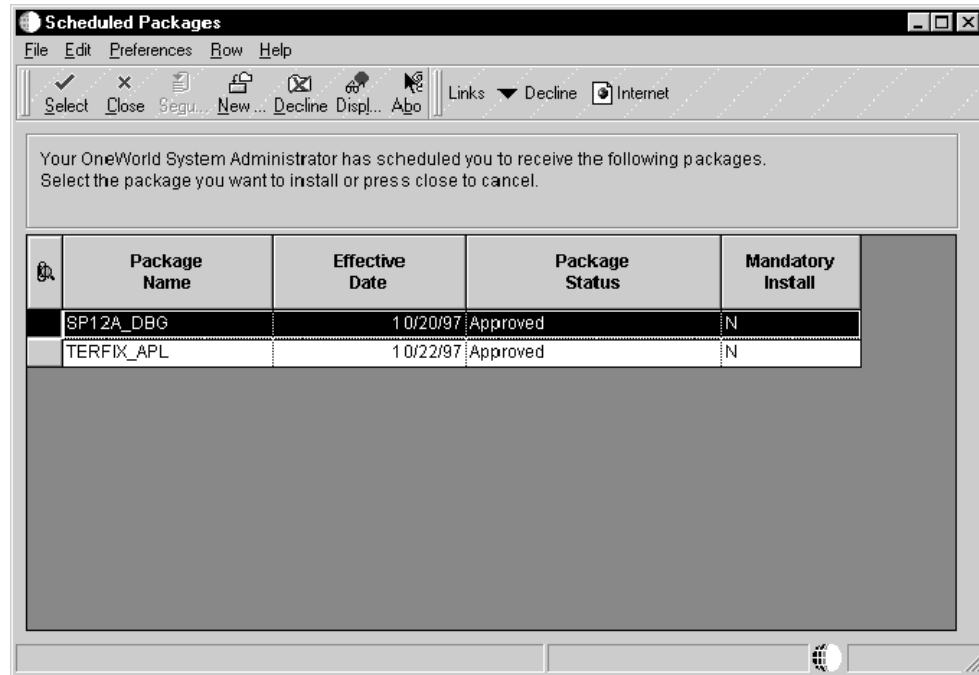 Scheduled Packages
File Edit Preferences Row Help
Select Close Sequ... New ... Decline Displ... Abo Links Decline Internet
Your OneWorld System Administrator has scheduled you to receive the following packages.
Select the package you want to install or press close to cancel.
Package Name Effective Date Package Status Mandatory Install
SP12A_DBG 10/20/97 Approved N
TERFIX_APL 10/22/97 Approved N